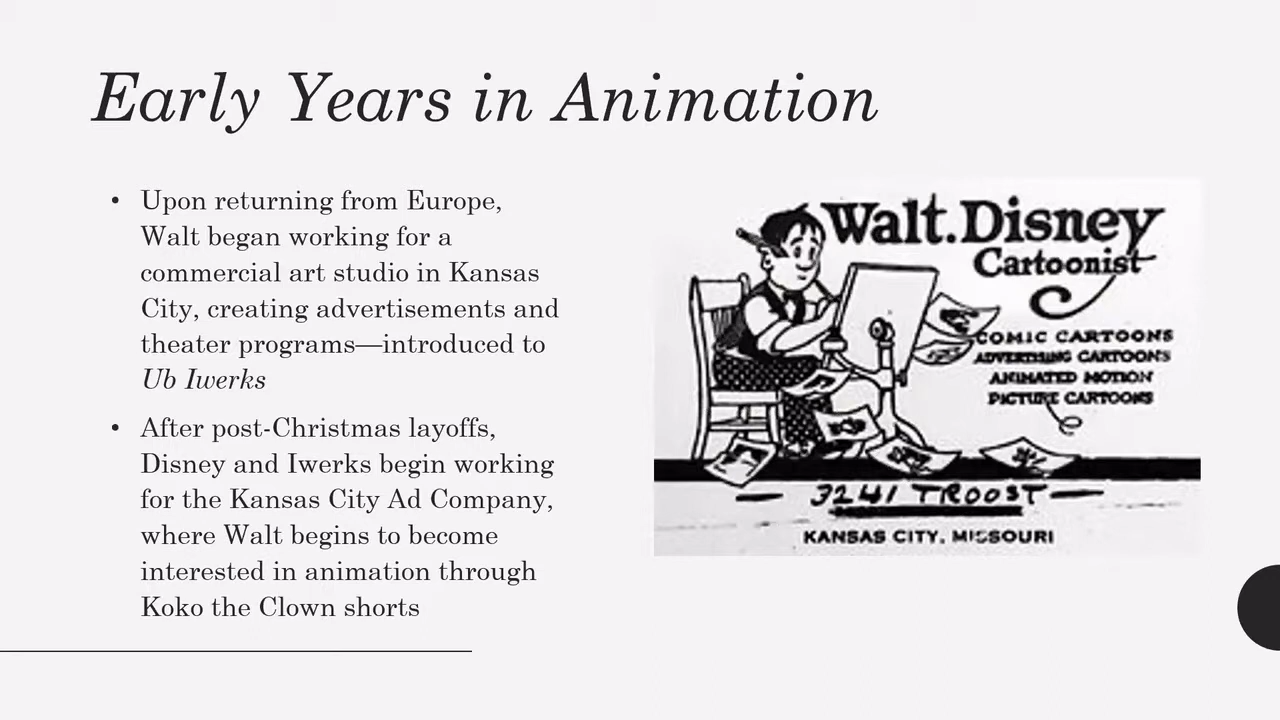 Early Years in Animation
• Upon returning from Europe,
Walt began working for a
commercial art studio in Kansas
City, creating advertisements and
theater programs—introduced to
Ub Iwerks
• After post-Christmas layoffs,
Disney and Iwerks begin working
for the Kansas City Ad Company,
where Walt begins to become
interested in animation through
Koko the Clown shorts
Walt. Disney
Cartoonist
COMIC CARTOONS
ADVERTISING CARTOONS
ANIMATED MOTION
PICTURE CARTOONS
— 3241 TROOST —
KANSAS CITY, MISSOURI